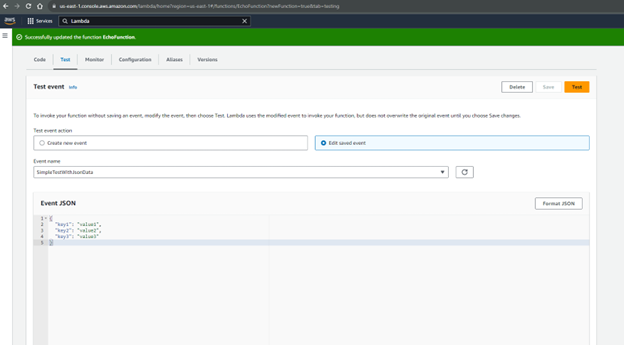 us-east-1.console.aws.amazon.com/lambda/home?region=us-east-1#/functions/EchoFunction?newFunction=true&tab=testing
aws Services Lambda
Successfully updated the function EchoFunction.
Code Test Monitor Configuration Aliases Versions
Test event Info Delete Save Test
To invoke your function without saving an event, modify the event, then choose Test. Lambda uses the modified event to invoke your function, but does not overwrite the original event until you choose Save changes.
Test event action
Create new event Edit saved event
Event name
SimpleTestWithJsonData
Event JSON Format JSON
1 {
2 "key1": "value1",
3 "key2": "value2",
4 "key3": "value3"
5 }